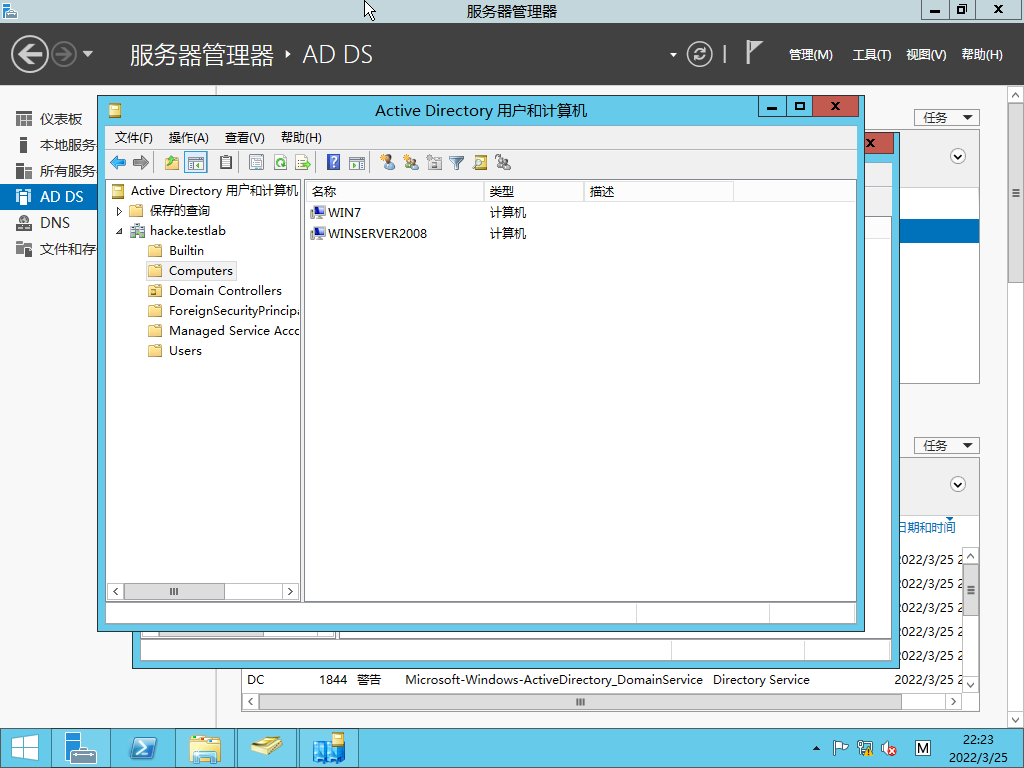 服务器管理器
服务器管理器 · AD DS
管理(M) 工具(T) 视图(V) 帮助(H)
仪表板
本地服务
所有服务
AD DS
DNS
文件和存
任务
Active Directory 用户和计算机
文件(F) 操作(A) 查看(V) 帮助(H)
Active Directory 用户和计算机
保存的查询
hacke.testlab
Builtin
Computers
Domain Controllers
ForeignSecurityPrincipa
Managed Service Acco
Users
名称 类型 描述
WIN7 计算机
WINSERVER2008 计算机
任务
日期和时间
2022/3/25 2
2022/3/25 2
2022/3/25 2
2022/3/25 2
2022/3/25 2
DC 1844 警告 Microsoft-Windows-ActiveDirectory_DomainService Directory Service 2022/3/25 2
M
22:23
2022/3/25